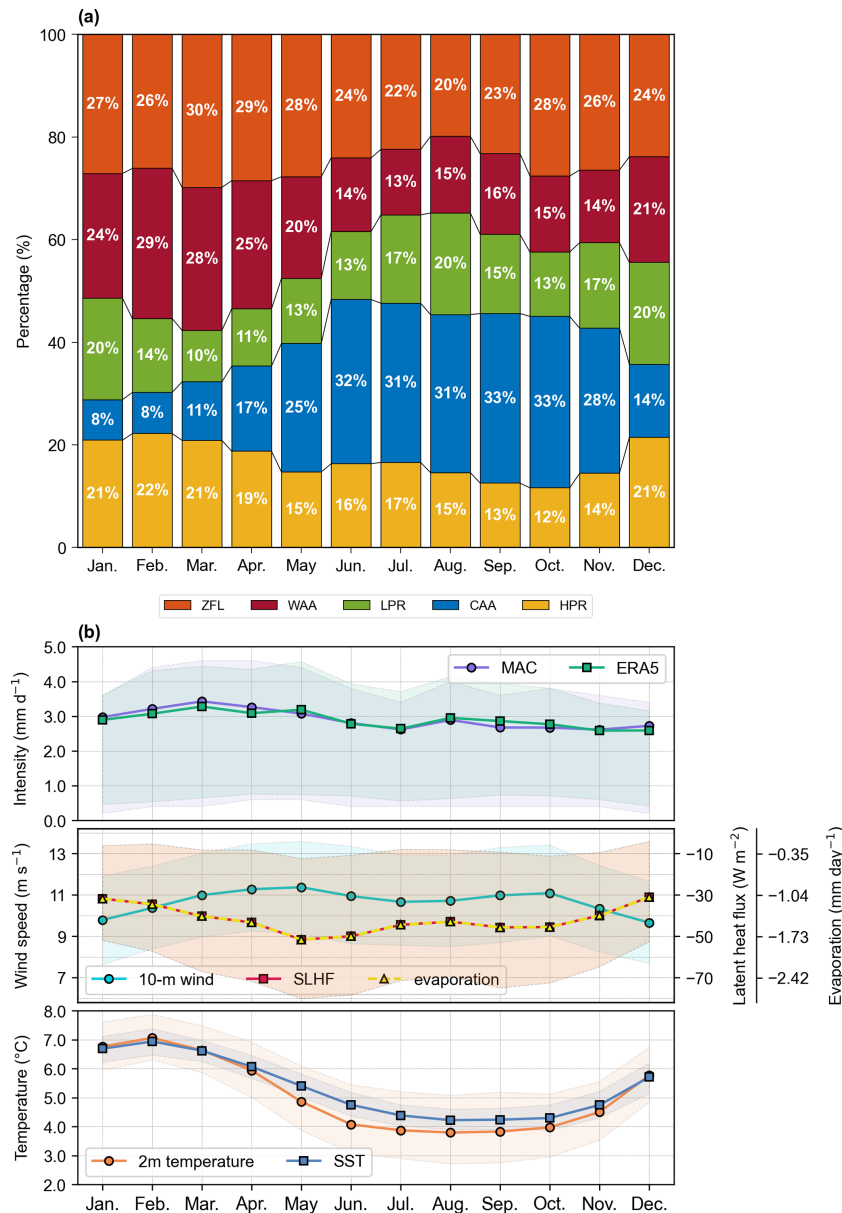 (a)
Percentage (%)
100
80
60
40
20
0
27% 26% 30% 29% 28% 24% 22% 20% 23% 28% 26% 24%
24% 29% 28% 25% 20% 14% 13% 15% 16% 15% 14% 21%
20% 14% 10% 11% 13% 13% 17% 20% 15% 13% 17% 20%
8% 8% 11% 17% 25% 32% 31% 31% 33% 33% 28% 14%
21% 22% 21% 19% 15% 16% 17% 15% 13% 12% 14% 21%
Jan. Feb. Mar. Apr. May Jun. Jul. Aug. Sep. Oct. Nov. Dec.
ZFL WAA LPR CAA HPR
(b)
Intensity (mm d⁻¹)
5.0
4.0
3.0
2.0
1.0
0.0
MAC ERA5
Wind speed (m s⁻¹)
13
11
9
7
10-m wind SLHF evaporation
−10
−30
−50
−70
Latent heat flux (W m⁻²)
−0.35
−1.04
−1.73
−2.42
Evaporation (mm day⁻¹)
Temperature (°C)
8.0
7.0
6.0
5.0
4.0
3.0
2.0
2m temperature SST
Jan. Feb. Mar. Apr. May Jun. Jul. Aug. Sep. Oct. Nov. Dec.